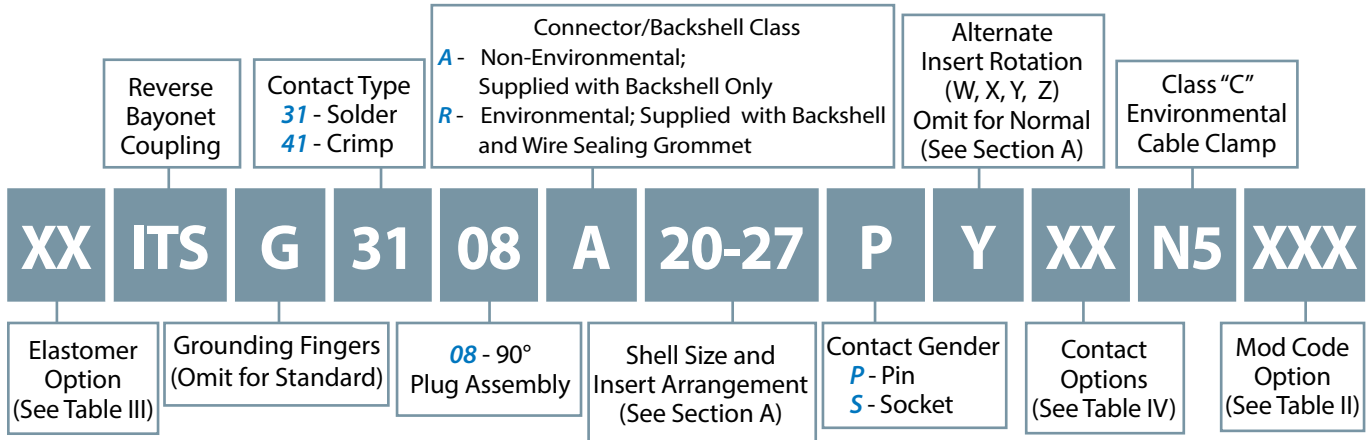 Connector/Backshell Class
A - Non-Environmental;
Supplied with Backshell Only
R - Environmental; Supplied with Backshell
and Wire Sealing Grommet
Alternate
Insert Rotation
(W, X, Y, Z)
Omit for Normal
(See Section A)
Reverse
Bayonet
Coupling
Contact Type
31 - Solder
41 - Crimp
Class “C”
Environmental
Cable Clamp
XX ITS G 31 08 A 20-27 P Y XX N5 XXX
Elastomer
Option
(See Table III)
Grounding Fingers
(Omit for Standard)
08 - 90°
Plug Assembly
Shell Size and
Insert Arrangement
(See Section A)
Contact Gender
P - Pin
S - Socket
Contact
Options
(See Table IV)
Mod Code
Option
(See Table II)